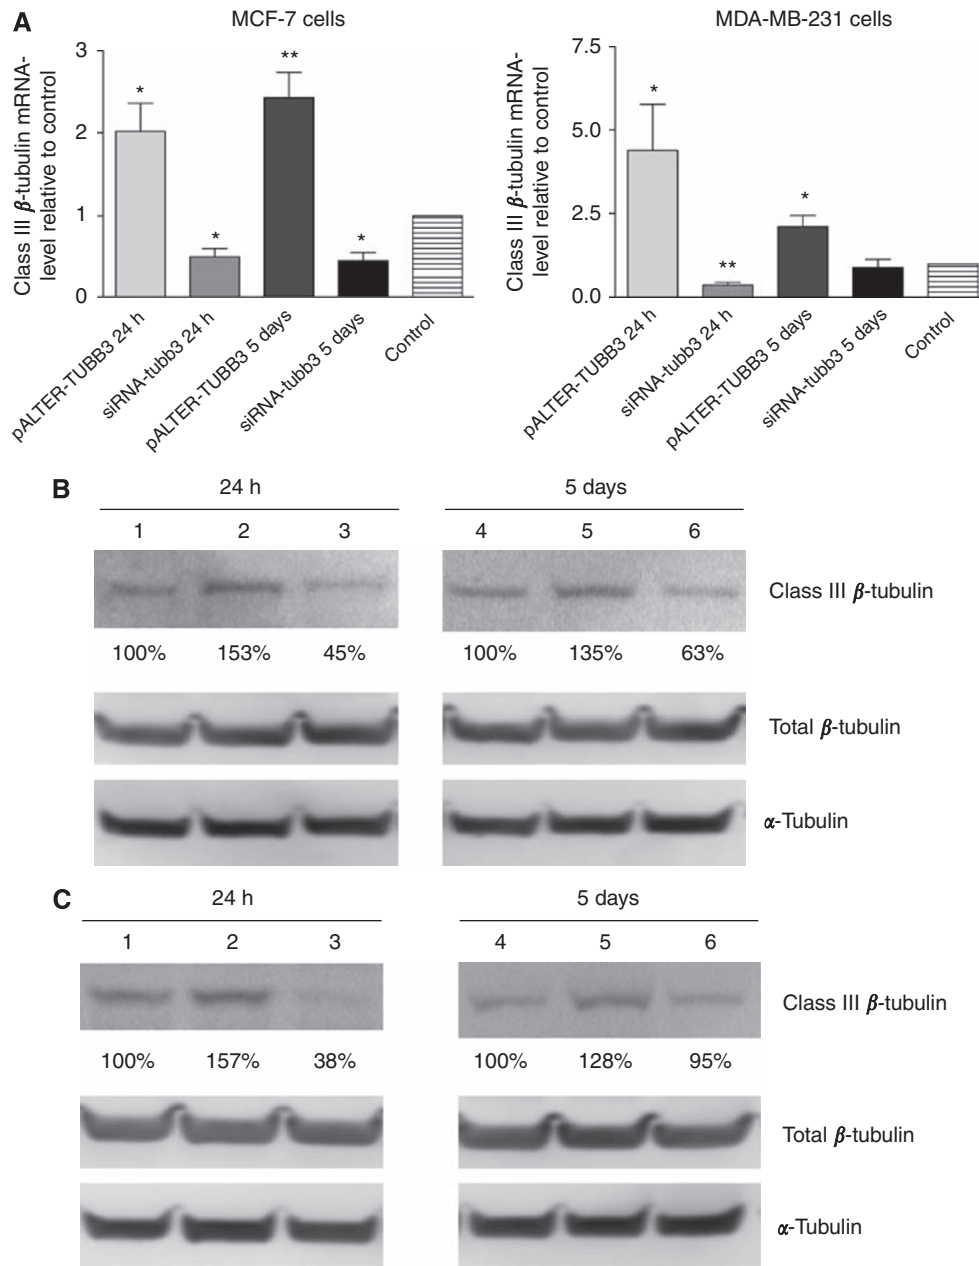 A
MCF-7 cells
MDA-MB-231 cells
Class III β-tubulin mRNA-
level relative to control
3
2
1
0
*
*
**
*
pALTER-TUBB3 24 h
siRNA-tubb3 24 h
pALTER-TUBB3 5 days
siRNA-tubb3 5 days
Control
Class III β-tubulin mRNA-
level relative to control
7.5
5.0
2.5
0.0
*
**
*
pALTER-TUBB3 24 h
siRNA-tubb3 24 h
pALTER-TUBB3 5 days
siRNA-tubb3 5 days
Control
B
24 h
5 days
1 2 3 4 5 6
Class III β-tubulin
100% 153% 45% 100% 135% 63%
Total β-tubulin
α-Tubulin
C
24 h
5 days
1 2 3 4 5 6
Class III β-tubulin
100% 157% 38% 100% 128% 95%
Total β-tubulin
α-Tubulin